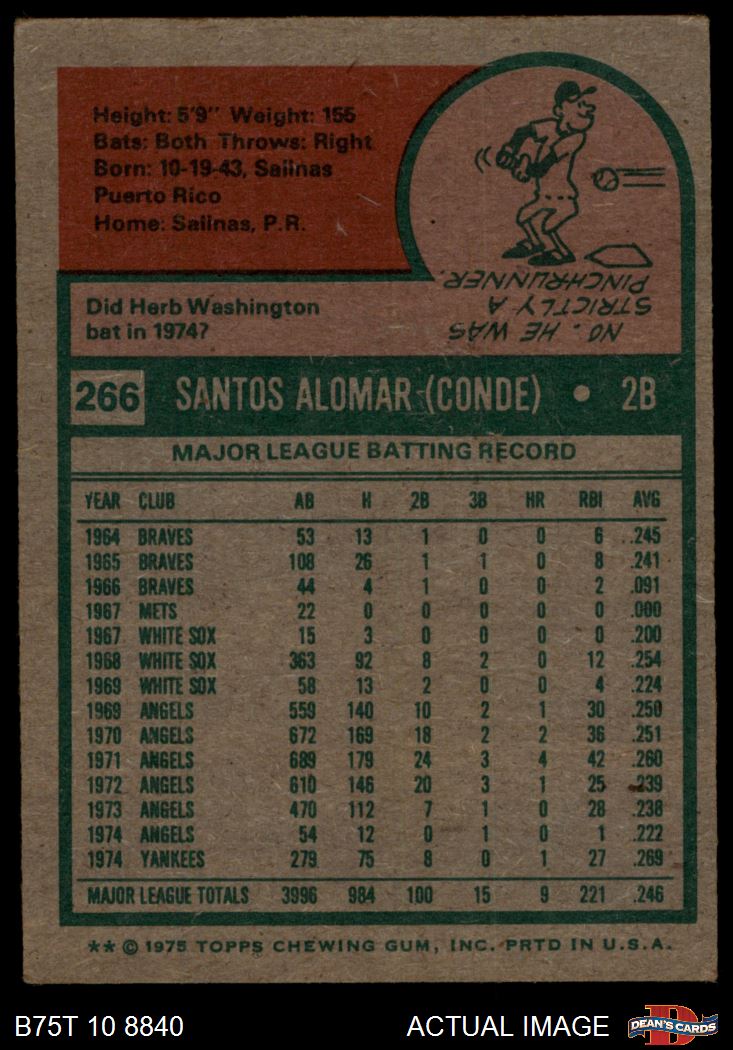 Height: 5'9" Weight: 155
Bats: Both Throws: Right
Born: 10-19-43, Salinas
Puerto Rico
Home: Salinas, P.R.
Did Herb Washington
bat in 1974?
NO. HE WAS
STRICTLY A
PINCHRUNNER.
266 SANTOS ALOMAR (CONDE) • 2B
MAJOR LEAGUE BATTING RECORD
YEAR CLUB AB H 2B 3B HR RBI AVG
1964 BRAVES 53 13 1 0 0 6 .245
1965 BRAVES 108 26 1 1 0 8 .241
1966 BRAVES 44 4 1 0 0 2 .091
1967 METS 22 0 0 0 0 0 .000
1967 WHITE SOX 15 3 0 0 0 0 .200
1968 WHITE SOX 363 92 8 2 0 12 .254
1969 WHITE SOX 58 13 2 0 0 4 .224
1969 ANGELS 559 140 10 2 1 30 .250
1970 ANGELS 672 169 18 2 2 36 .251
1971 ANGELS 689 179 24 3 4 42 .260
1972 ANGELS 610 146 20 3 1 25 .239
1973 ANGELS 470 112 7 1 0 28 .238
1974 ANGELS 54 12 0 1 0 1 .222
1974 YANKEES 279 75 8 0 1 27 .269
MAJOR LEAGUE TOTALS 3996 984 100 15 9 221 .246
** © 1975 TOPPS CHEWING GUM, INC. PRTD IN U.S.A.
B75T 10 8840 ACTUAL IMAGE DEAN'S CARDS